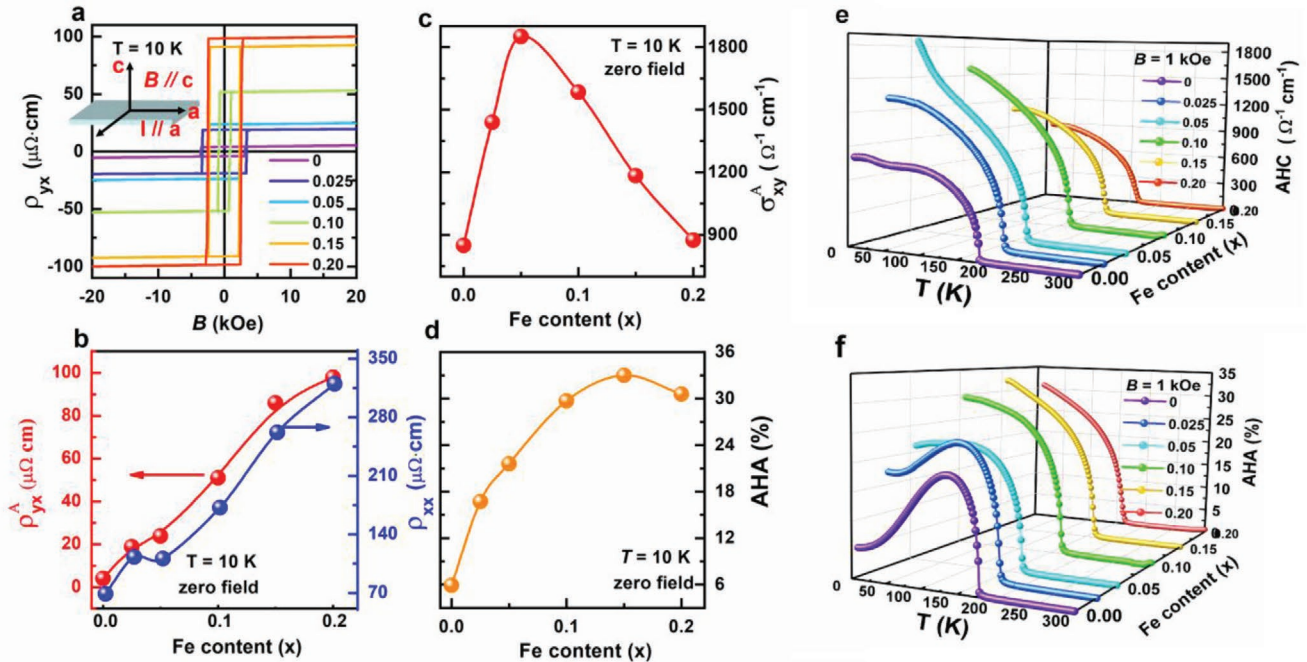 a
100
50
0
-50
-100
ρyx (μΩ·cm)
T = 10 K
c
B // c
a
I // a
0
0.025
0.05
0.10
0.15
0.20
-20 -10 0 10 20
B (kOe)
b
100
80
60
40
20
0
ρAyx (μΩ cm)
350
280
210
140
70
ρxx (μΩ·cm)
T = 10 K
zero field
0.0 0.1 0.2
Fe content (x)
c
T = 10 K
zero field
1800
1500
1200
900
σAxy (Ω-1 cm-1)
0.0 0.1 0.2
Fe content (x)
d
36
30
24
18
12
6
AHA (%)
T = 10 K
zero field
0.0 0.1 0.2
Fe content (x)
e
B = 1 kOe
0
0.025
0.05
0.10
0.15
0.20
1800
1500
1200
900
600
300
AHC (Ω-1 cm-1)
0 50 100 150 200 250 300
T (K)
0.00 0.05 0.10 0.15 0.20
Fe content (x)
f
B = 1 kOe
0
0.025
0.05
0.10
0.15
0.20
35
30
25
20
15
10
5
AHA (%)
0 50 100 150 200 250 300
T (K)
0.00 0.05 0.10 0.15 0.20
Fe content (x)